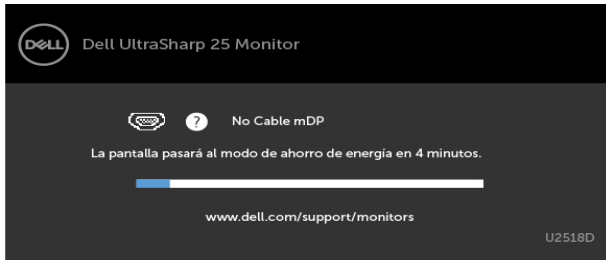 DELL
Dell UltraSharp 25 Monitor
? No Cable mDP
La pantalla pasará al modo de ahorro de energía en 4 minutos.
www.dell.com/support/monitors
U2518D